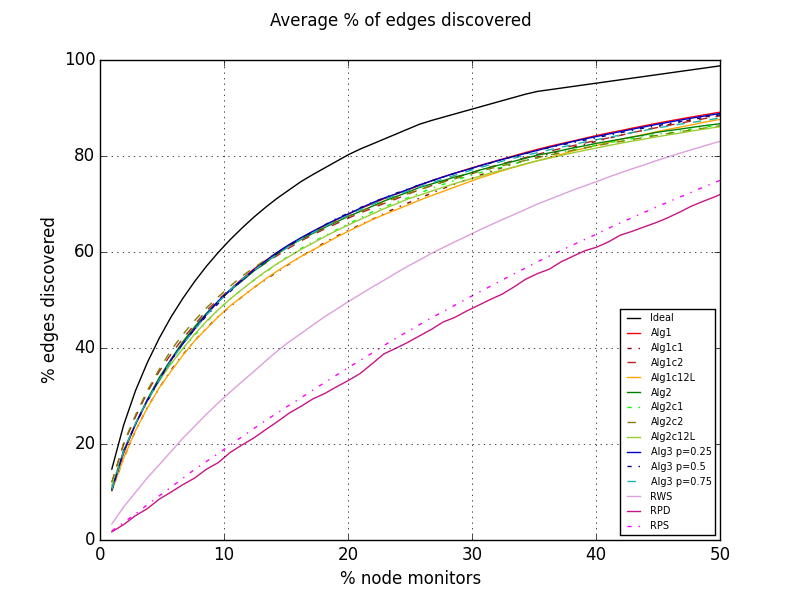 Average % of edges discovered
100
80
60
40
20
0
% edges discovered
0 10 20 30 40 50
% node monitors
Ideal
Alg1
Alg1c1
Alg1c2
Alg1c12L
Alg2
Alg2c1
Alg2c2
Alg2c12L
Alg3 p=0.25
Alg3 p=0.5
Alg3 p=0.75
RWS
RPD
RPS